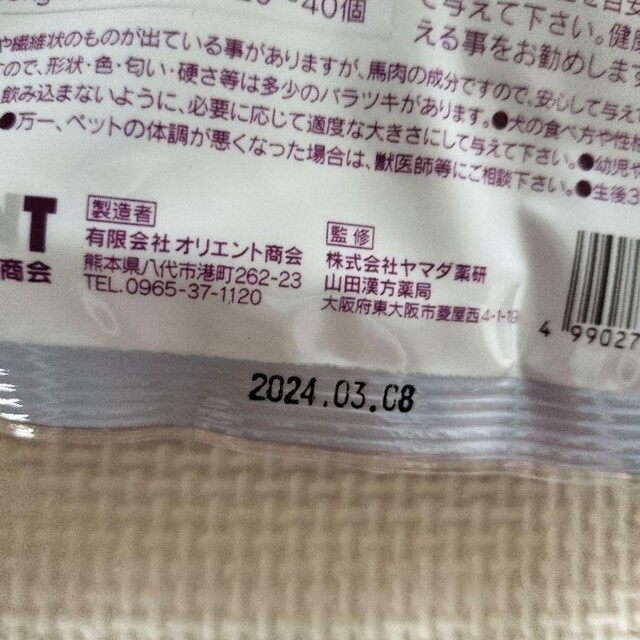 40個
て与えて下さい。健康
える事をお勧めします
や繊維状のものが出ている事がありますが、馬肉の成分ですので、安心して与えて
ので、形状・色・匂い・硬さ等は多少のバラツキがあります。●犬の食べ方や性格
飲み込まないように、必要に応じて適度な大きさにして与えて下さい。●幼児や
●万一、ペットの体調が悪くなった場合は、獣医師等にご相談下さい。●生後3
NT
商会
製造者
有限会社オリエント商会
熊本県八代市港町262-23
TEL.0965-37-1120
監修
株式会社ヤマダ薬研
山田漢方薬局
大阪府東大阪市菱屋西4-1-18
4 99027
2024.03.08